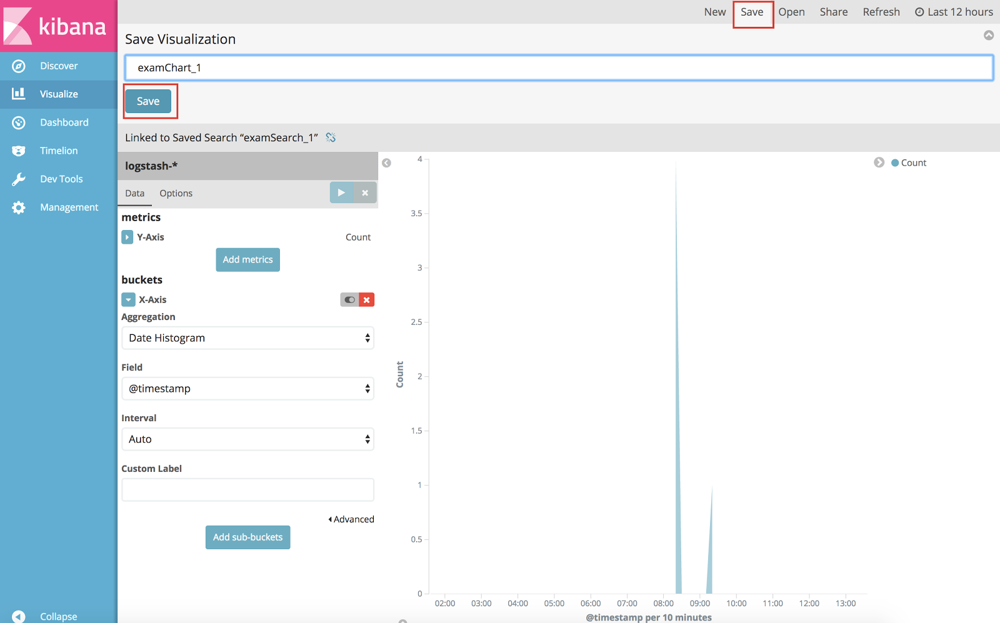 kibana
New Save Open Share Refresh Last 12 hours
Discover
Visualize
Dashboard
Timelion
Dev Tools
Management
Collapse
Save Visualization
examChart_1
Save
Linked to Saved Search “examSearch_1”
logstash-*
Data Options
metrics
Y-Axis Count
Add metrics
buckets
X-Axis
Aggregation
Date Histogram
Field
@timestamp
Interval
Auto
Custom Label
Advanced
Add sub-buckets
Count
4
3.5
3
2.5
2
1.5
1
0.5
0
Count
02:00 03:00 04:00 05:00 06:00 07:00 08:00 09:00 10:00 11:00 12:00 13:00
@timestamp per 10 minutes